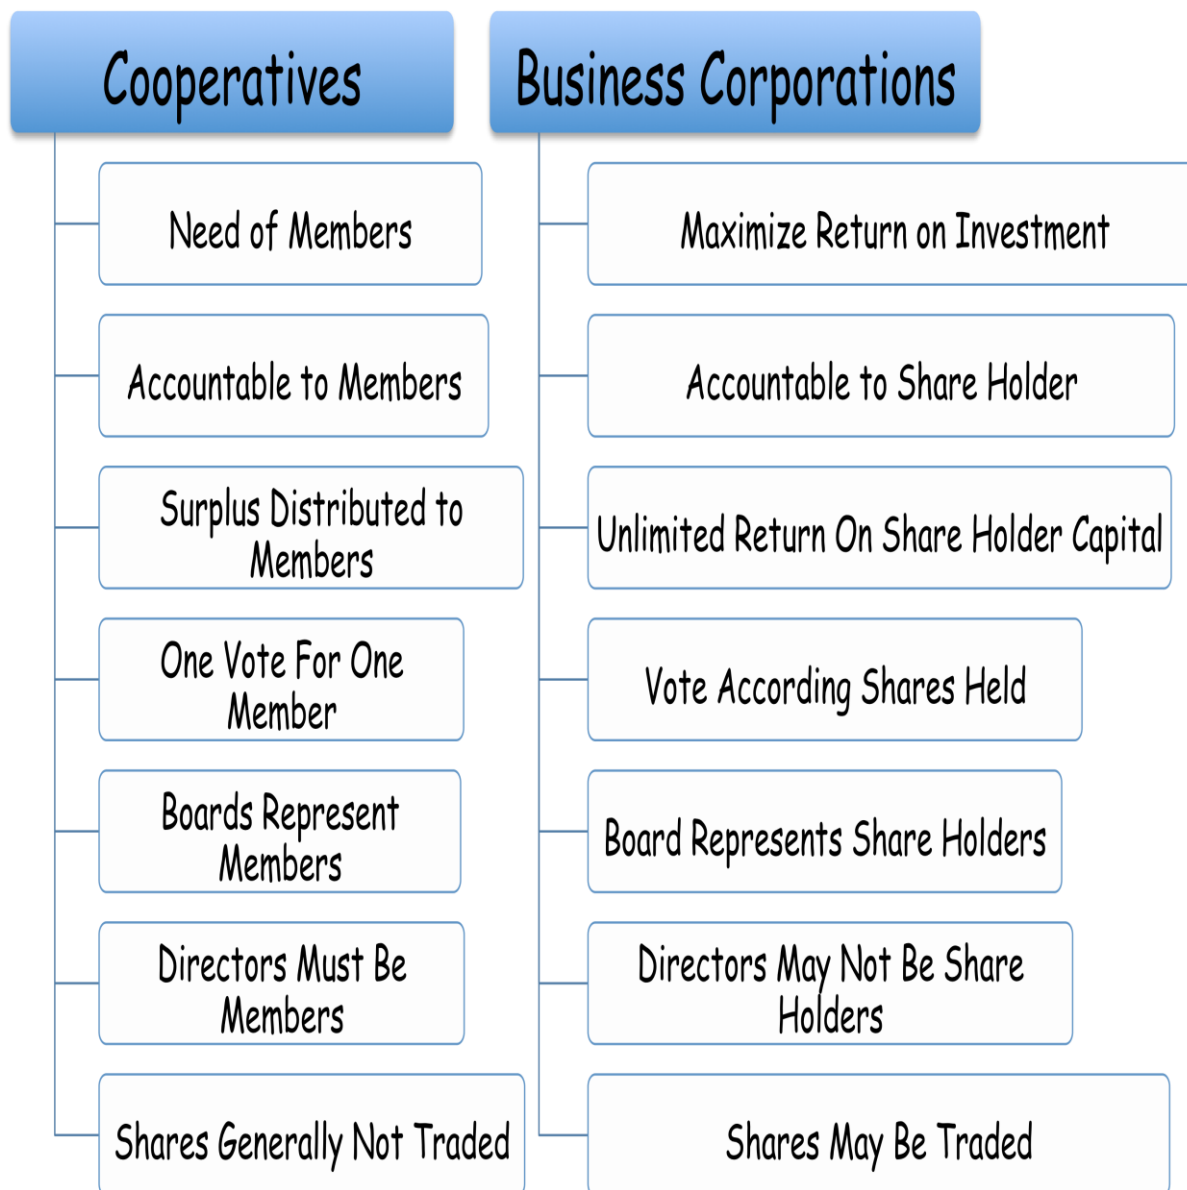 Cooperatives
Need of Members
Accountable to Members
Surplus Distributed to
Members
One Vote For One
Member
Boards Represent
Members
Directors Must Be
Members
Shares Generally Not Traded
Business Corporations
Maximize Return on Investment
Accountable to Share Holder
Unlimited Return On Share Holder Capital
Vote According Shares Held
Board Represents Share Holders
Directors May Not Be Share
Holders
Shares May Be Traded